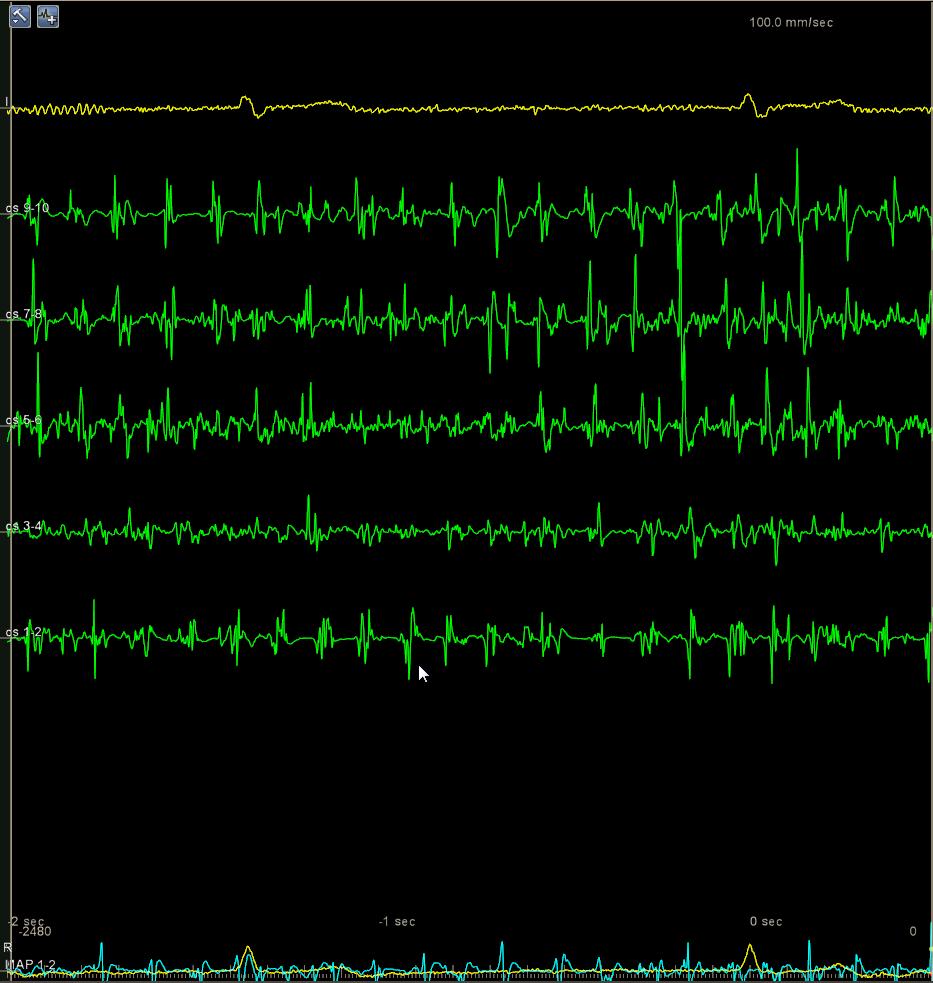 100.0 mm/sec
I
cs 9-10
cs 7-8
cs 5-6
cs 3-4
cs 1-2
-2 sec
-1 sec
0 sec
-2480
0
R
MAP 1-2